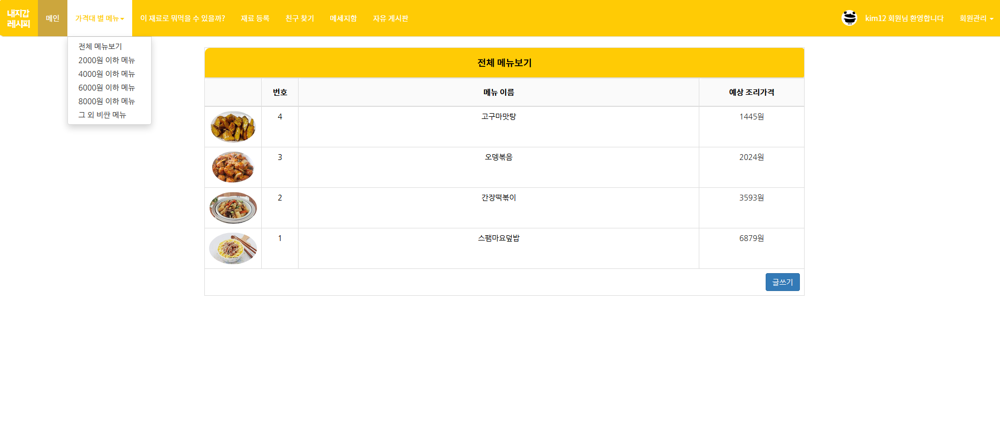 내지갑
레시피
메인
가격대 별 메뉴
이 재료로 뭐먹을 수 있을까?
재료 등록
친구 찾기
메세지함
자유 게시판
kim12 회원님 환영합니다
회원관리
전체 메뉴보기
2000원 이하 메뉴
4000원 이하 메뉴
6000원 이하 메뉴
8000원 이하 메뉴
그 외 비싼 메뉴
전체 메뉴보기
번호 메뉴 이름 예상 조리가격
4 고구마맛탕 1445원
3 오뎅볶음 2024원
2 간장떡볶이 3593원
1 스팸마요덮밥 6879원
글쓰기